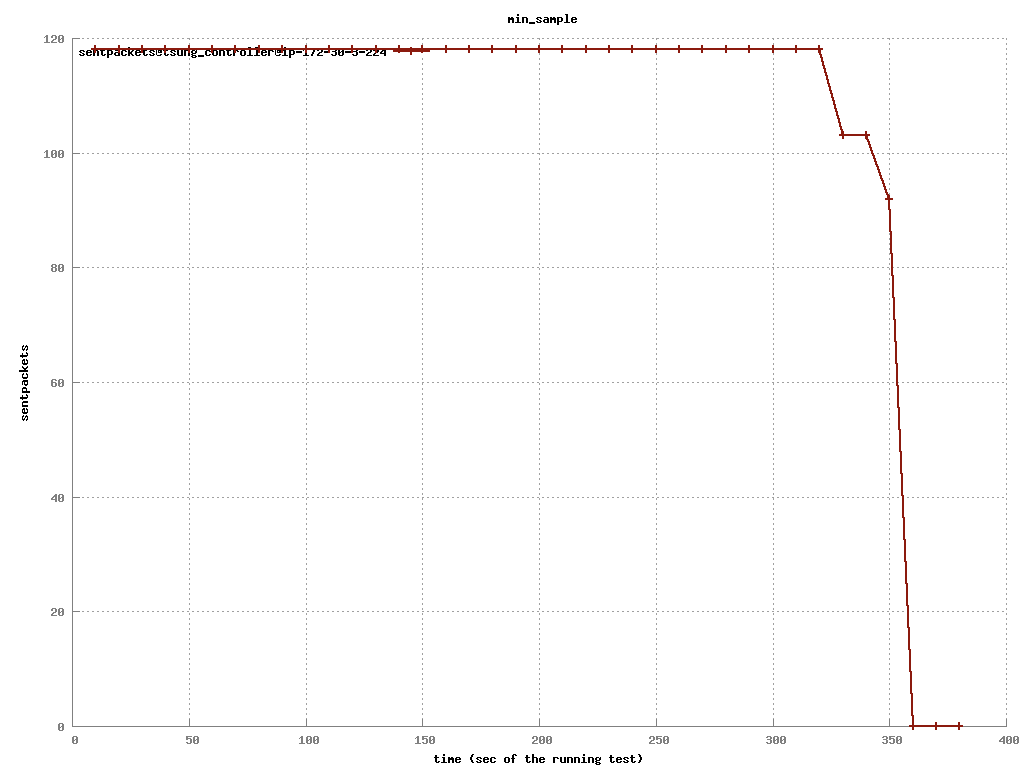 min_sample
120
sentpackets:tsung_controller@ip-172-30-3-224
100
80
60
40
20
0
sentpackets
0 50 100 150 200 250 300 350 400
time (sec of the running test)